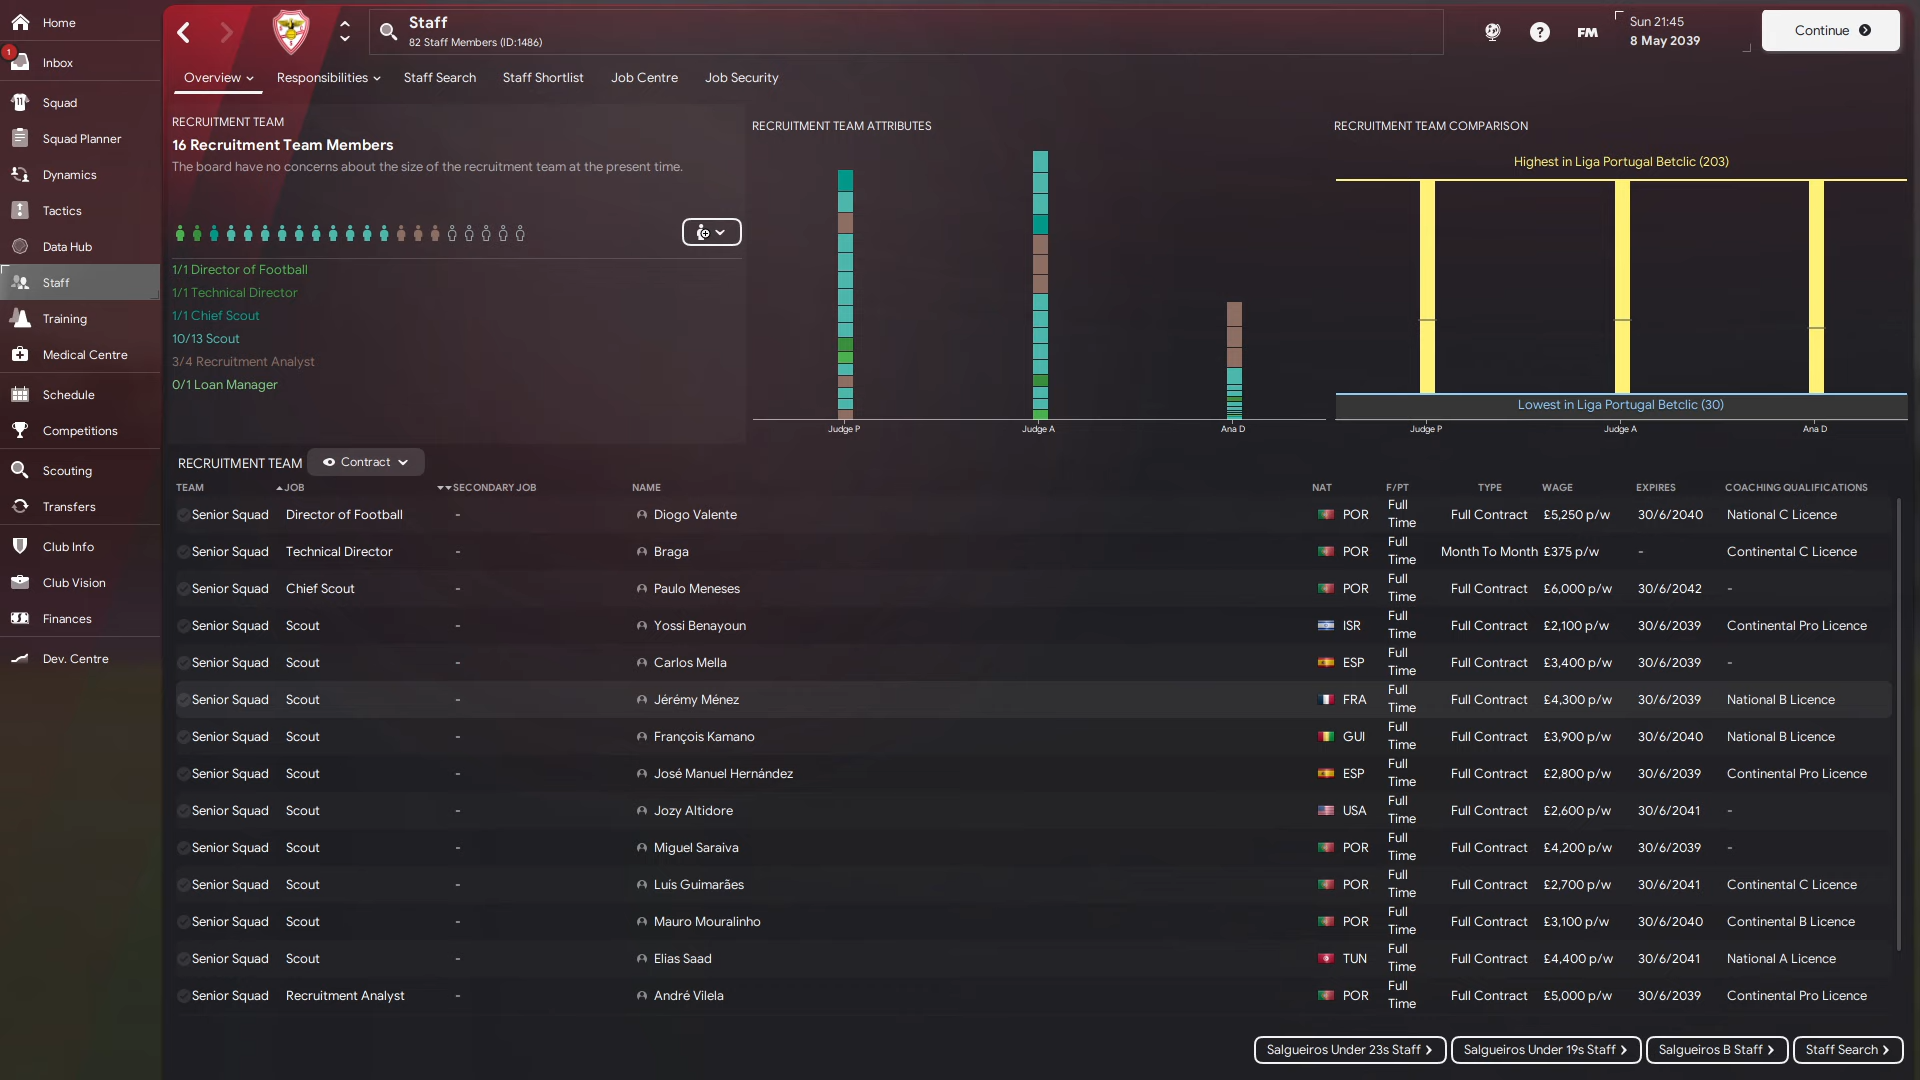 Home
1
Inbox
Squad
Squad Planner
Dynamics
Tactics
Data Hub
Staff
Training
Medical Centre
Schedule
Competitions
Scouting
Transfers
Club Info
Club Vision
Finances
Dev. Centre
Staff
82 Staff Members (ID:1486)
FM
Sun 21:45
8 May 2039
Continue
Overview Responsibilities Staff Search Staff Shortlist Job Centre Job Security
RECRUITMENT TEAM
16 Recruitment Team Members
The board have no concerns about the size of the recruitment team at the present time.
1/1 Director of Football
1/1 Technical Director
1/1 Chief Scout
10/13 Scout
3/4 Recruitment Analyst
0/1 Loan Manager
RECRUITMENT TEAM ATTRIBUTES
Judge P Judge A Ana D
RECRUITMENT TEAM COMPARISON
Highest in Liga Portugal Betclic (203)
Lowest in Liga Portugal Betclic (30)
Judge P Judge A Ana D
RECRUITMENT TEAM Contract
TEAM JOB SECONDARY JOB NAME NAT F/PT TYPE WAGE EXPIRES COACHING QUALIFICATIONS
Senior Squad Director of Football - Diogo Valente POR Full Time Full Contract £5,250 p/w 30/6/2040 National C Licence
Senior Squad Technical Director - Braga POR Full Time Month To Month £375 p/w - Continental C Licence
Senior Squad Chief Scout - Paulo Meneses POR Full Time Full Contract £6,000 p/w 30/6/2042 -
Senior Squad Scout - Yossi Benayoun ISR Full Time Full Contract £2,100 p/w 30/6/2039 Continental Pro Licence
Senior Squad Scout - Carlos Mella ESP Full Time Full Contract £3,400 p/w 30/6/2039 -
Senior Squad Scout - Jérémy Ménez FRA Full Time Full Contract £4,300 p/w 30/6/2039 National B Licence
Senior Squad Scout - François Kamano GUI Full Time Full Contract £3,900 p/w 30/6/2040 National B Licence
Senior Squad Scout - José Manuel Hernández ESP Full Time Full Contract £2,800 p/w 30/6/2039 Continental Pro Licence
Senior Squad Scout - Jozy Altidore USA Full Time Full Contract £2,600 p/w 30/6/2041 -
Senior Squad Scout - Miguel Saraiva POR Full Time Full Contract £4,200 p/w 30/6/2039 -
Senior Squad Scout - Luís Guimarães POR Full Time Full Contract £2,700 p/w 30/6/2041 Continental C Licence
Senior Squad Scout - Mauro Mouralinho POR Full Time Full Contract £3,100 p/w 30/6/2040 Continental B Licence
Senior Squad Scout - Elias Saad TUN Full Time Full Contract £4,400 p/w 30/6/2041 National A Licence
Senior Squad Recruitment Analyst - André Vilela POR Full Time Full Contract £5,000 p/w 30/6/2039 Continental Pro Licence
Salgueiros Under 23s Staff Salgueiros Under 19s Staff Salgueiros B Staff Staff Search